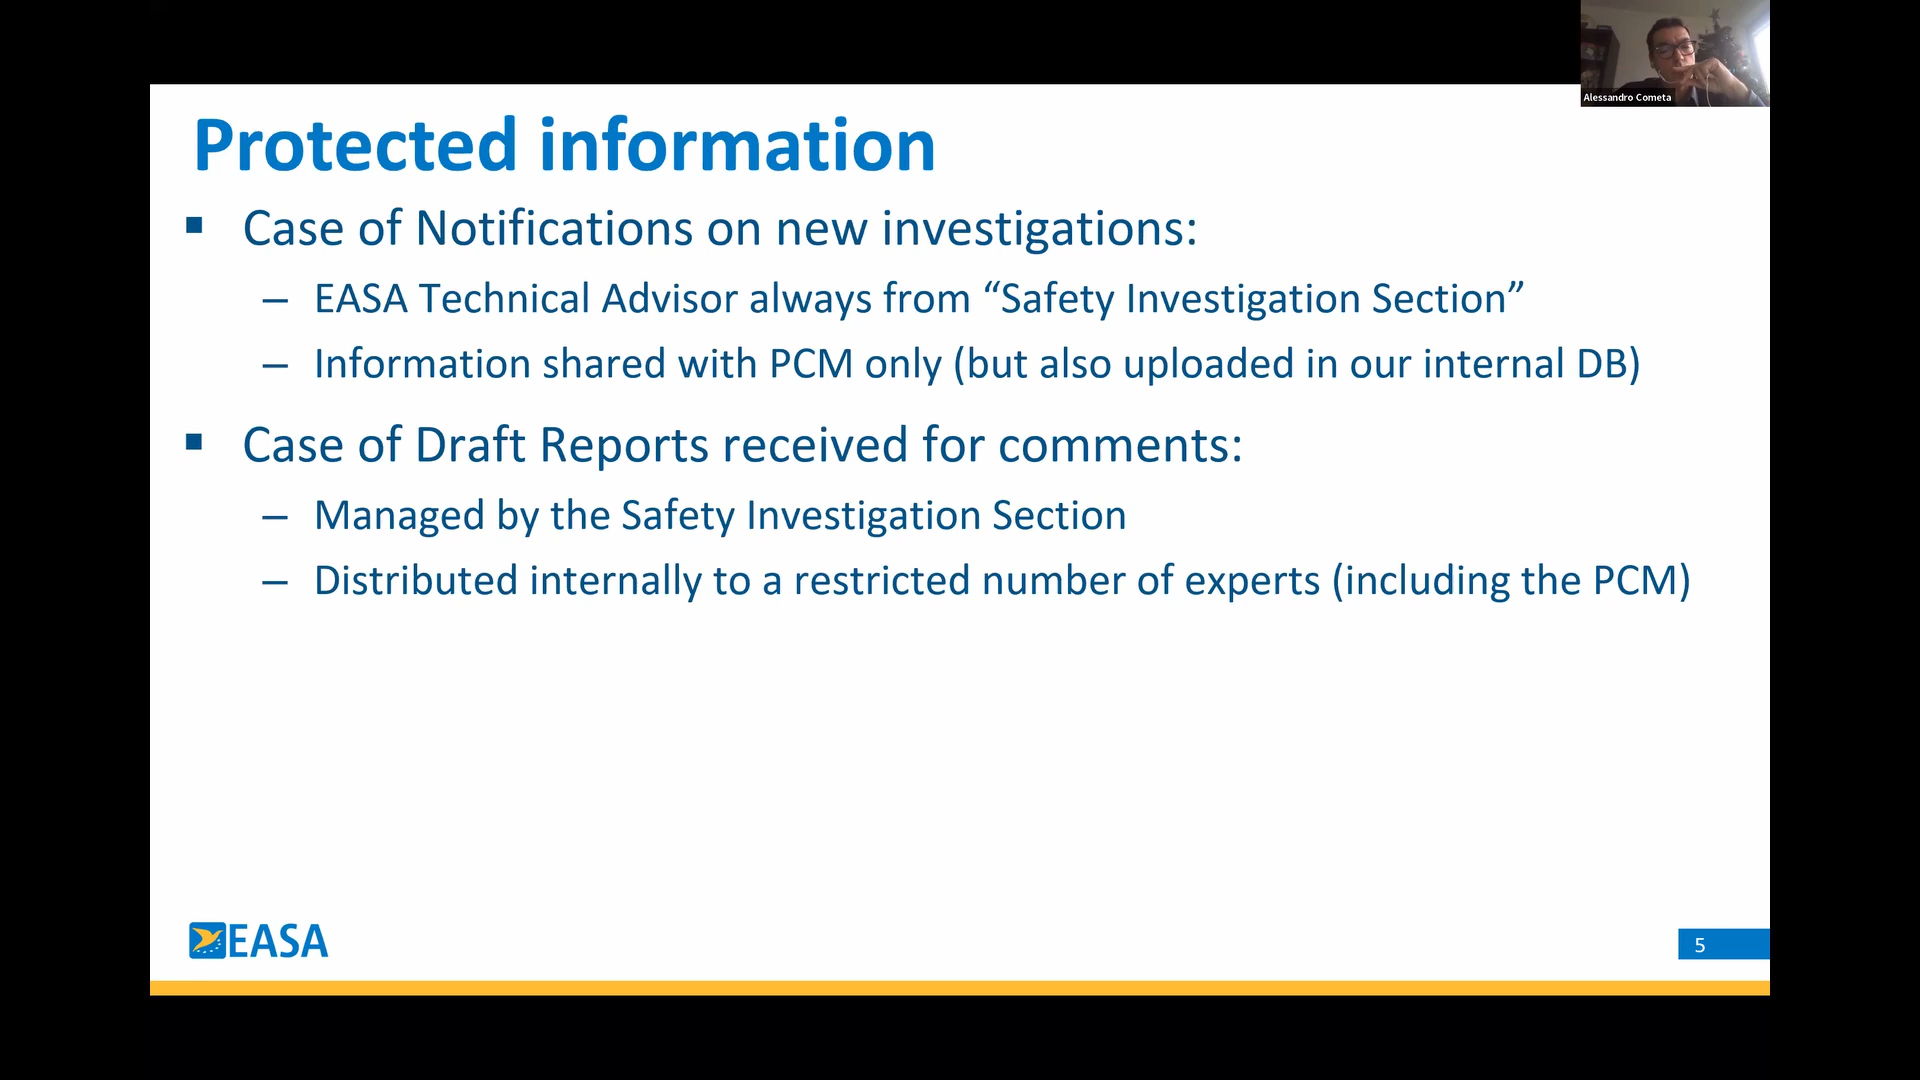 Alessandro Cometa
Protected information
▪ Case of Notifications on new investigations:
– EASA Technical Advisor always from “Safety Investigation Section”
– Information shared with PCM only (but also uploaded in our internal DB)
▪ Case of Draft Reports received for comments:
– Managed by the Safety Investigation Section
– Distributed internally to a restricted number of experts (including the PCM)
EASA
5